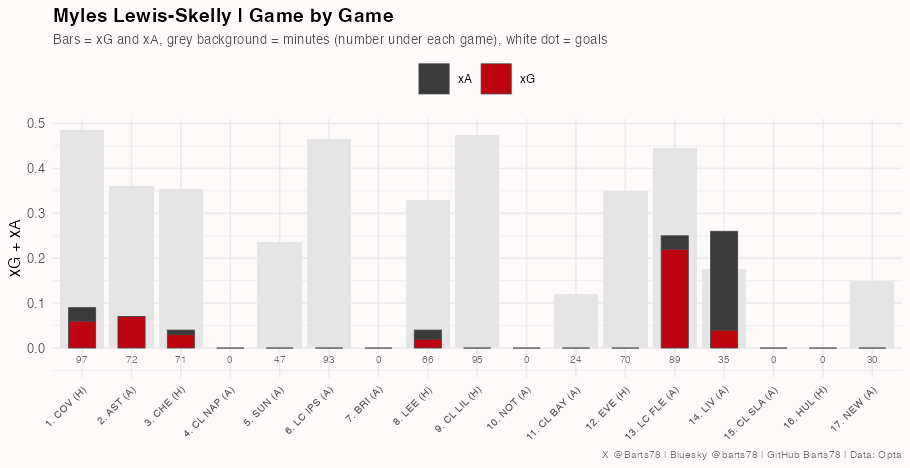 Myles Lewis-Skelly | Game by Game
Bars = xG and xA, grey background = minutes (number under each game), white dot = goals
xA xG
xG + xA
0.5
0.4
0.3
0.2
0.1
0.0
97 72 71 0 47 93 0 66 95 0 24 70 89 35 0 0 30
1. COV (H)
2. AST (A)
3. CHE (H)
4. CL NAP (A)
5. SUN (A)
6. LC IPS (A)
7. BRI (A)
8. LEE (H)
9. CL LIL (H)
10. NOT (A)
11. CL BAY (A)
12. EVE (H)
13. LC FLE (A)
14. LIV (A)
15. CL SLA (A)
16. HUL (H)
17. NEW (A)
X @Barts78 | Bluesky @barts78 | GitHub Barts78 | Data: Opta